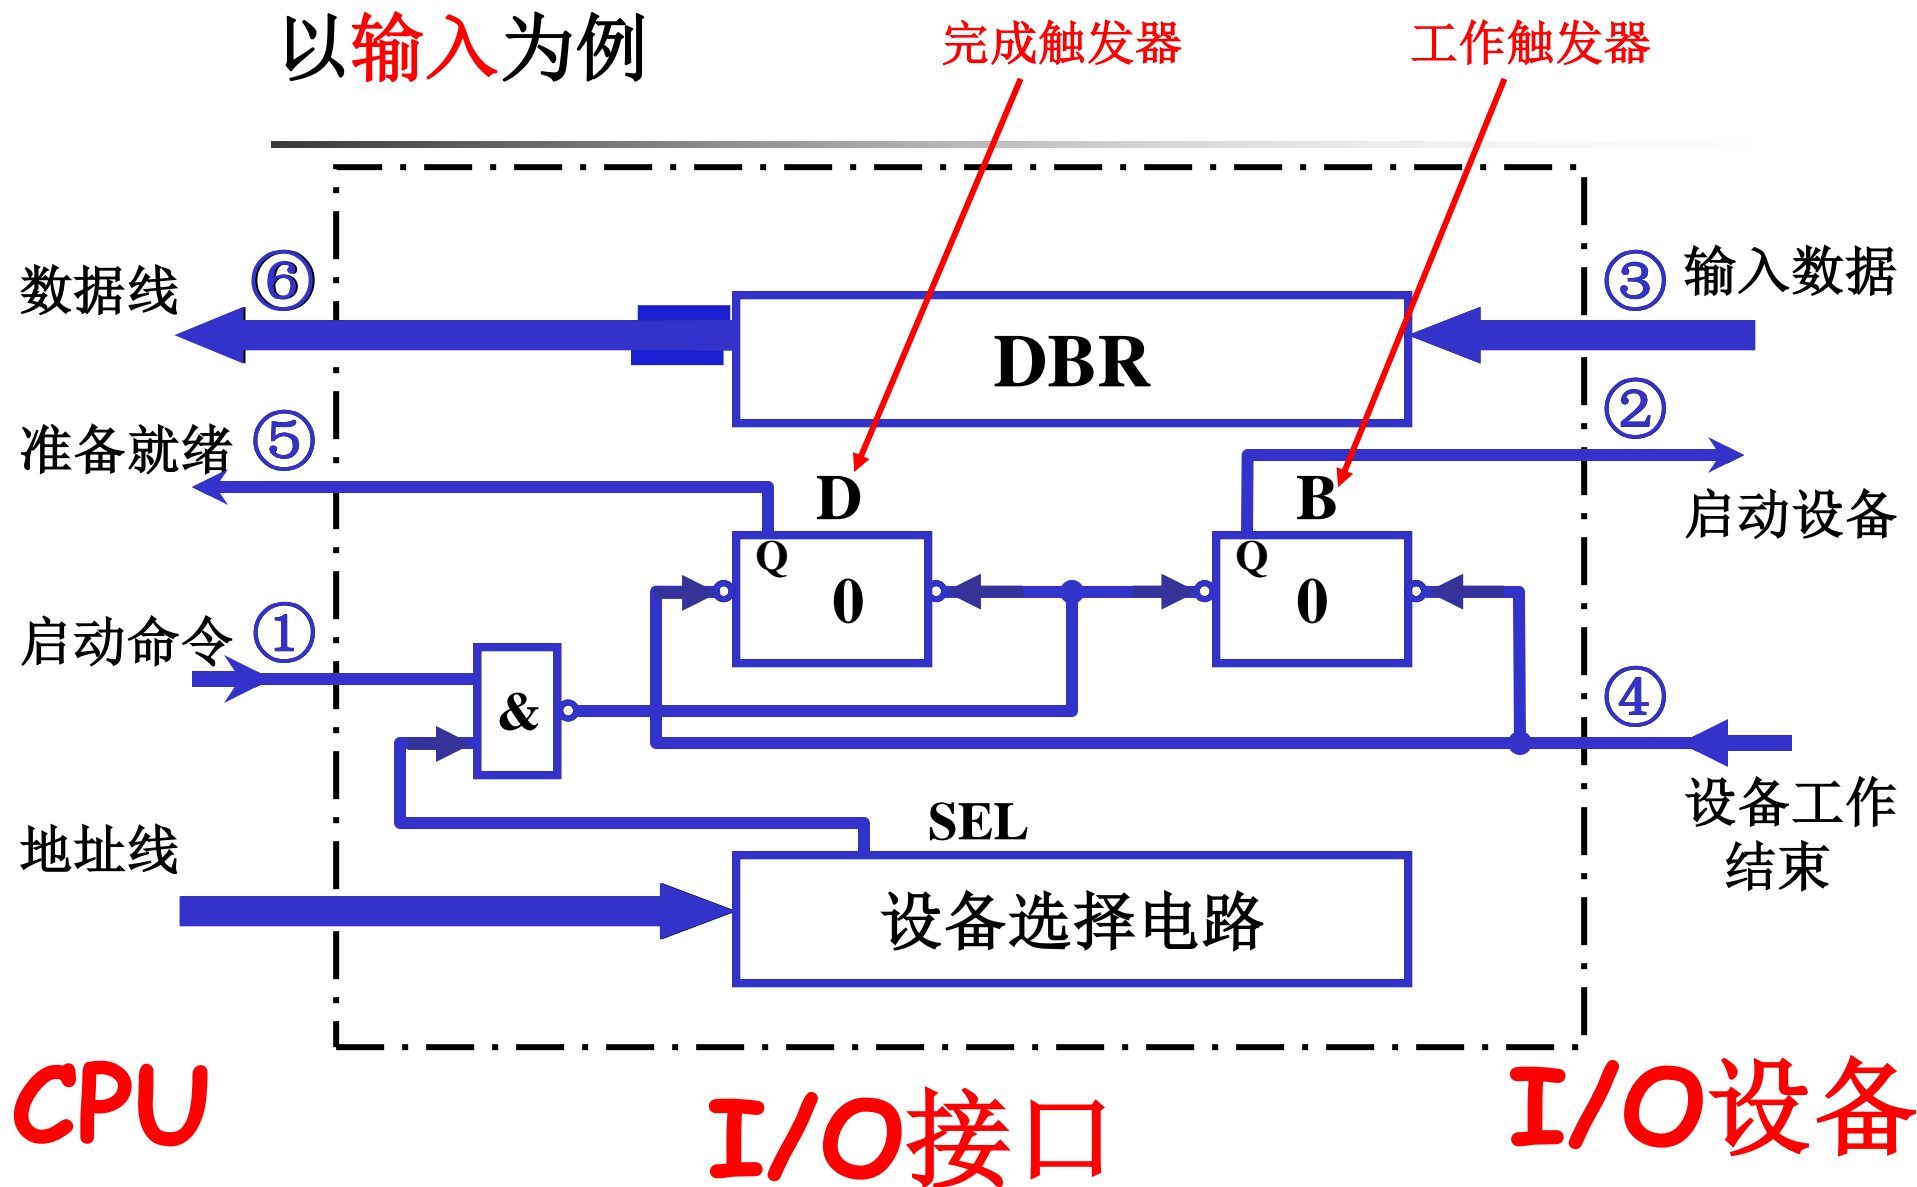 以输入为例
完成触发器
工作触发器
数据线
⑥
③
输入数据
DBR
②
准备就绪
⑤
D
B
启动设备
Q
0
Q
0
启动命令
①
&
④
设备工作
结束
SEL
地址线
设备选择电路
CPU
I/O接口
I/O设备